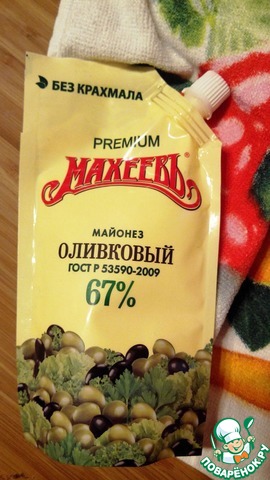 БЕЗ КРАХМАЛА
PREMIUM
МАХЕЕВЪ
МАЙОНЕЗ
ОЛИВКОВЫЙ
ГОСТ Р 53590-2009
67%
ПОВАРЁНОК.РУ